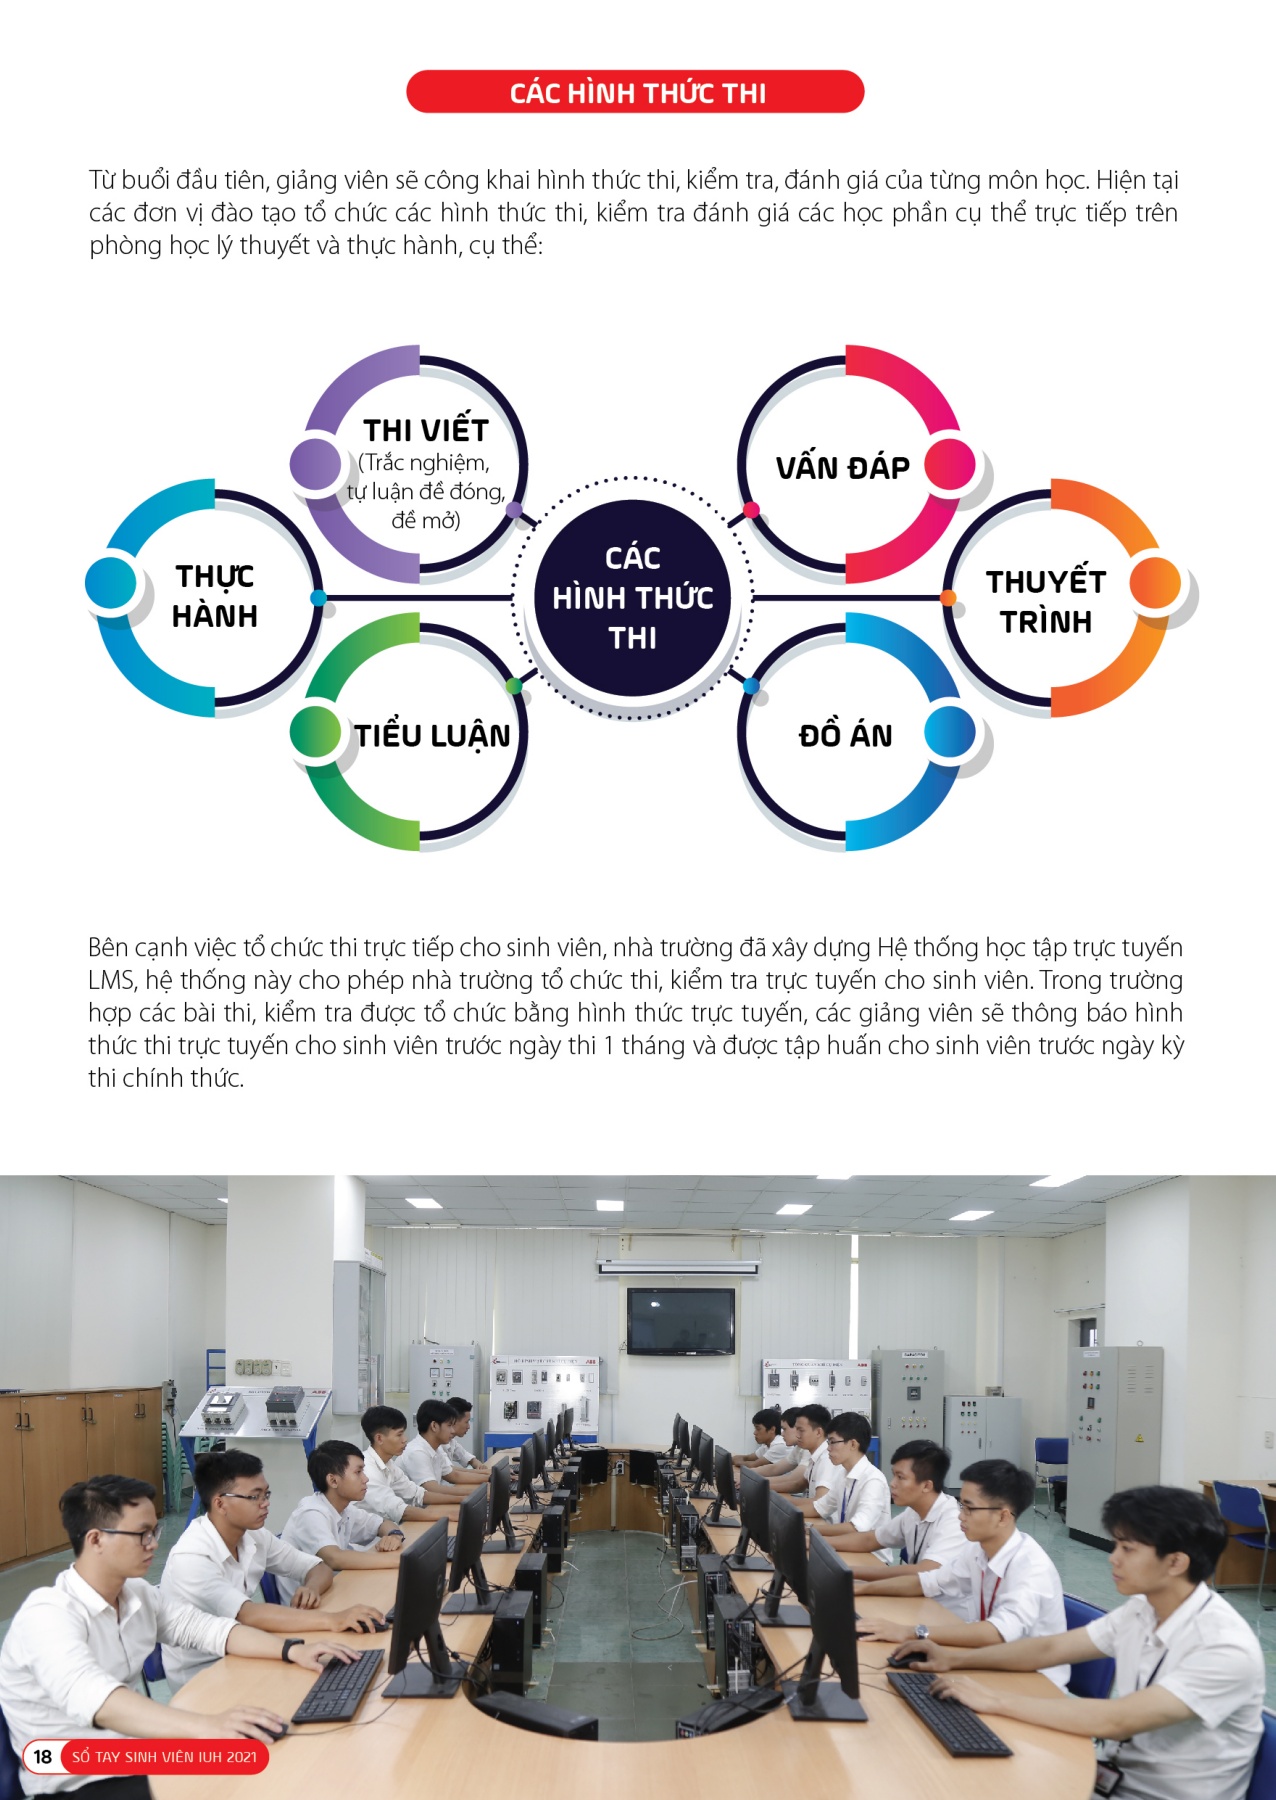 CÁC HÌNH THỨC THI
Từ buổi đầu tiên, giảng viên sẽ công khai hình thức thi, kiểm tra, đánh giá của từng môn học. Hiện tại
các đơn vị đào tạo tổ chức các hình thức thi, kiểm tra đánh giá các học phần cụ thể trực tiếp trên
phòng học lý thuyết và thực hành, cụ thể:
THI VIẾT
(Trắc nghiệm,
tự luận đề đóng,
đề mở)
VẤN ĐÁP
THỰC
HÀNH
CÁC
HÌNH THỨC
THI
THUYẾT
TRÌNH
TIỂU LUẬN
ĐỒ ÁN
Bên cạnh việc tổ chức thi trực tiếp cho sinh viên, nhà trường đã xây dựng Hệ thống học tập trực tuyến
LMS, hệ thống này cho phép nhà trường tổ chức thi, kiểm tra trực tuyến cho sinh viên. Trong trường
hợp các bài thi, kiểm tra được tổ chức bằng hình thức trực tuyến, các giảng viên sẽ thông báo hình
thức thi trực tuyến cho sinh viên trước ngày thi 1 tháng và được tập huấn cho sinh viên trước ngày kỳ
thi chính thức.
ABB
18 SỔ TAY SINH VIÊN IUH 2021